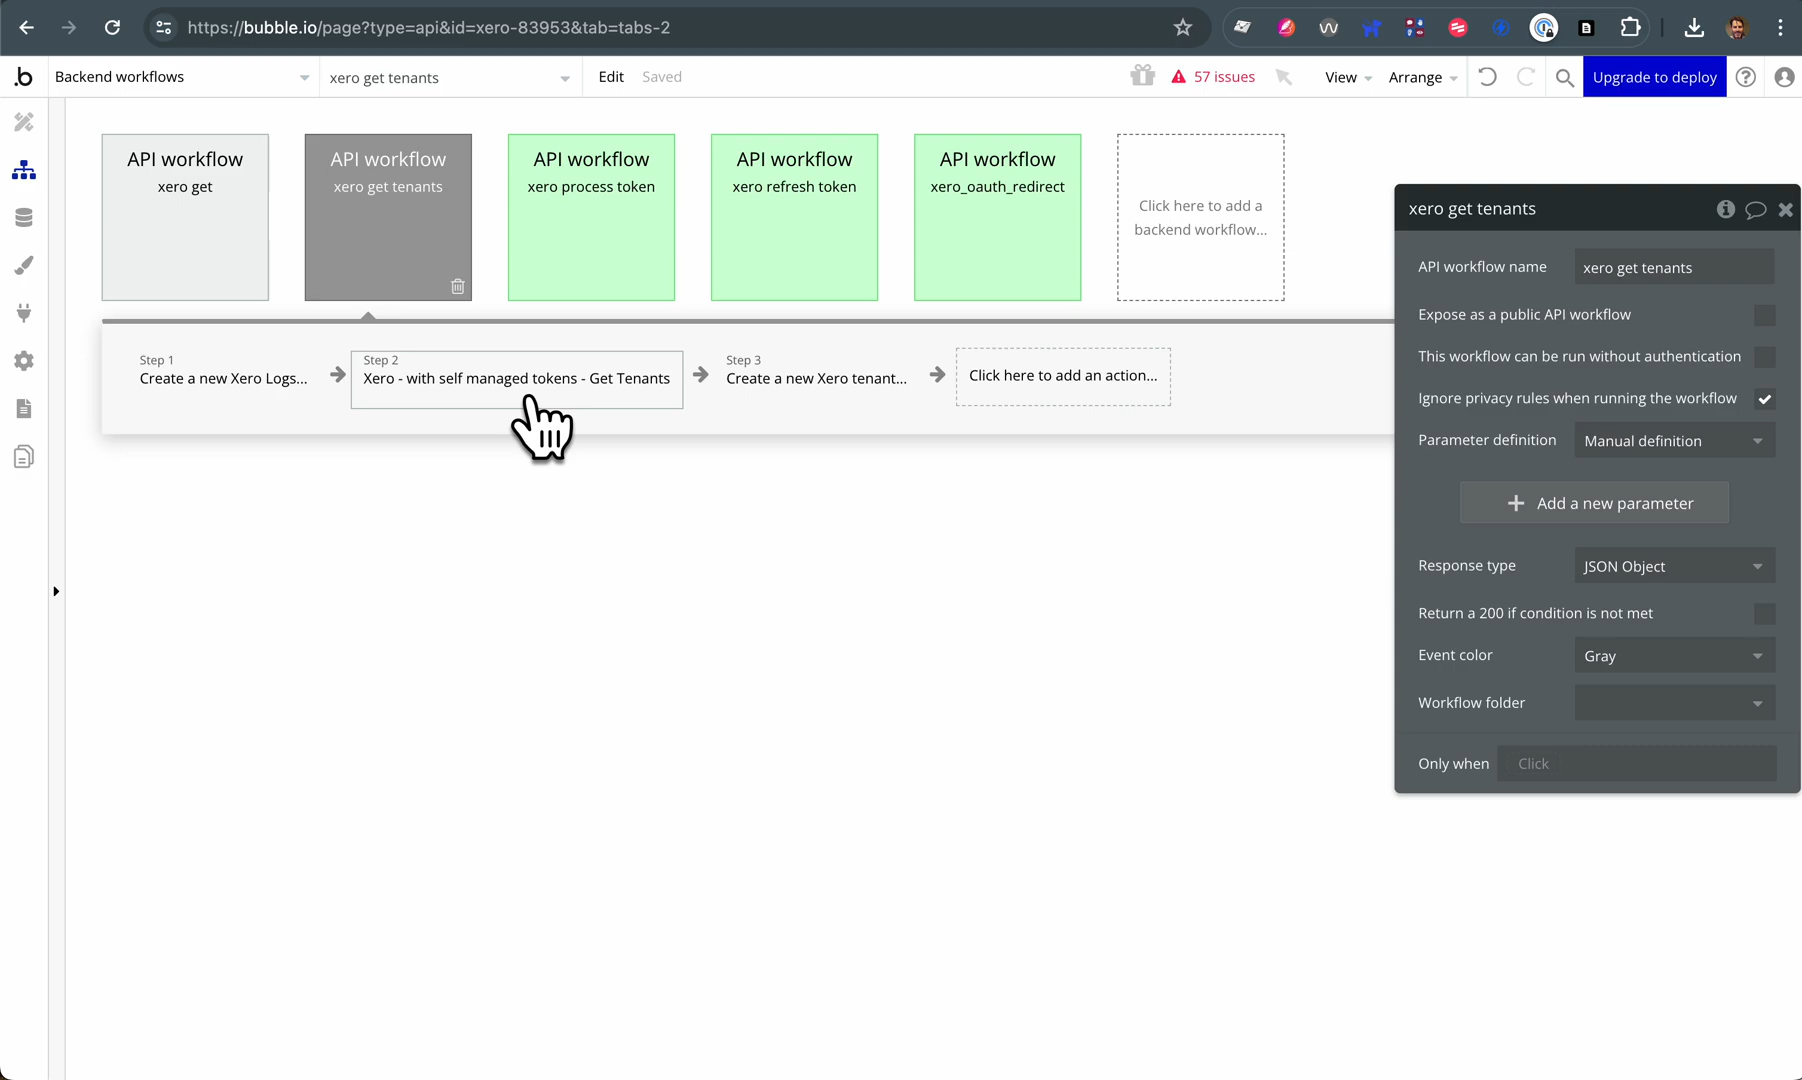 https://bubble.io/page?type=api&id=xero-83953&tab=tabs-2
Backend workflows
xero get tenants
Edit
Saved
57 issues
View
Arrange
Upgrade to deploy
API workflow
xero get
API workflow
xero get tenants
API workflow
xero process token
API workflow
xero refresh token
API workflow
xero_oauth_redirect
Click here to add a
backend workflow...
Step 1
Create a new Xero Logs...
Step 2
Xero - with self managed tokens - Get Tenants
Step 3
Create a new Xero tenant...
Click here to add an action...
xero get tenants
API workflow name
xero get tenants
Expose as a public API workflow
This workflow can be run without authentication
Ignore privacy rules when running the workflow
Parameter definition
Manual definition
Add a new parameter
Response type
JSON Object
Return a 200 if condition is not met
Event color
Gray
Workflow folder
Only when
Click